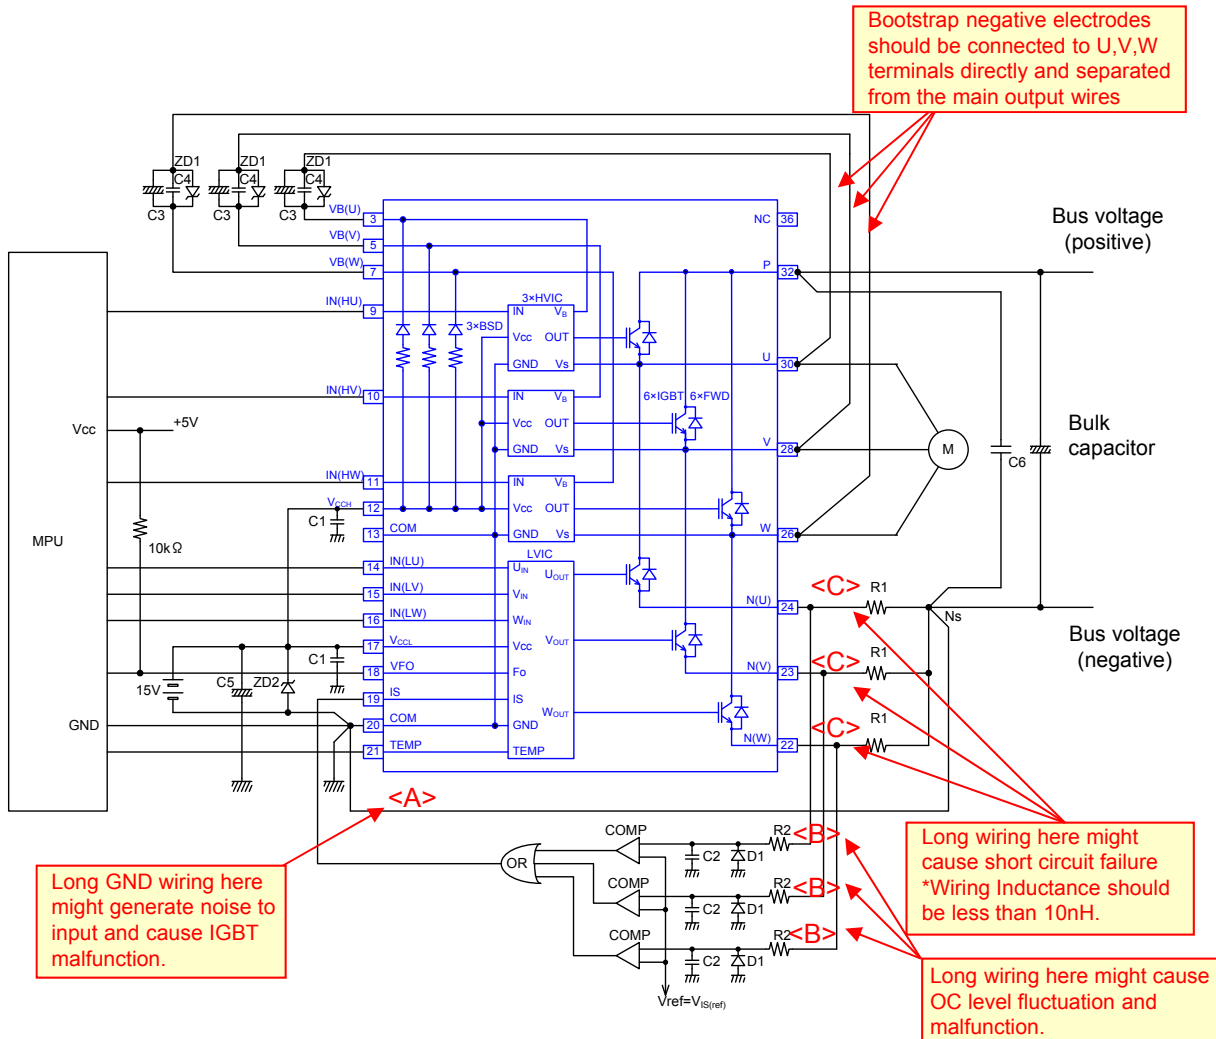 Bootstrap negative electrodes
should be connected to U,V,W
terminals directly and separated
from the main output wires
ZD1
ZD1
ZD1
C4
C4
C4
C3
C3
C3
VB(U)
3
VB(V)
5
VB(W)
7
NC
36
Bus voltage
(positive)
P
32
IN(HU)
9
3×HVIC
3×BSD
IN
VB
Vcc
OUT
GND
Vs
U
30
IN(HV)
10
IN
VB
Vcc
OUT
GND
Vs
6×IGBT
6×FWD
V
28
M
C6
Bulk
capacitor
Vcc
+5V
IN(HW)
11
IN
VB
VCCH
12
Vcc
OUT
C1
13
COM
GND
Vs
W
26
MPU
10kΩ
LVIC
14
IN(LU)
UIN
UOUT
15
IN(LV)
VIN
16
IN(LW)
WIN
N(U)
24
<C>
R1
Ns
17
VCCL
Vcc
VOUT
Bus voltage
(negative)
C1
18
VFO
Fo
N(V)
23
<C>
R1
15V
C5
ZD2
19
IS
IS
WOUT
GND
20
COM
GND
N(W)
22
<C>
R1
21
TEMP
TEMP
<A>
Long GND wiring here
might generate noise to
input and cause IGBT
malfunction.
OR
COMP
C2
D1
R2
<B>
COMP
C2
D1
R2
<B>
COMP
C2
D1
R2
<B>
Vref=VIS(ref)
Long wiring here might
cause short circuit failure
*Wiring Inductance should
be less than 10nH.
Long wiring here might cause
OC level fluctuation and
malfunction.